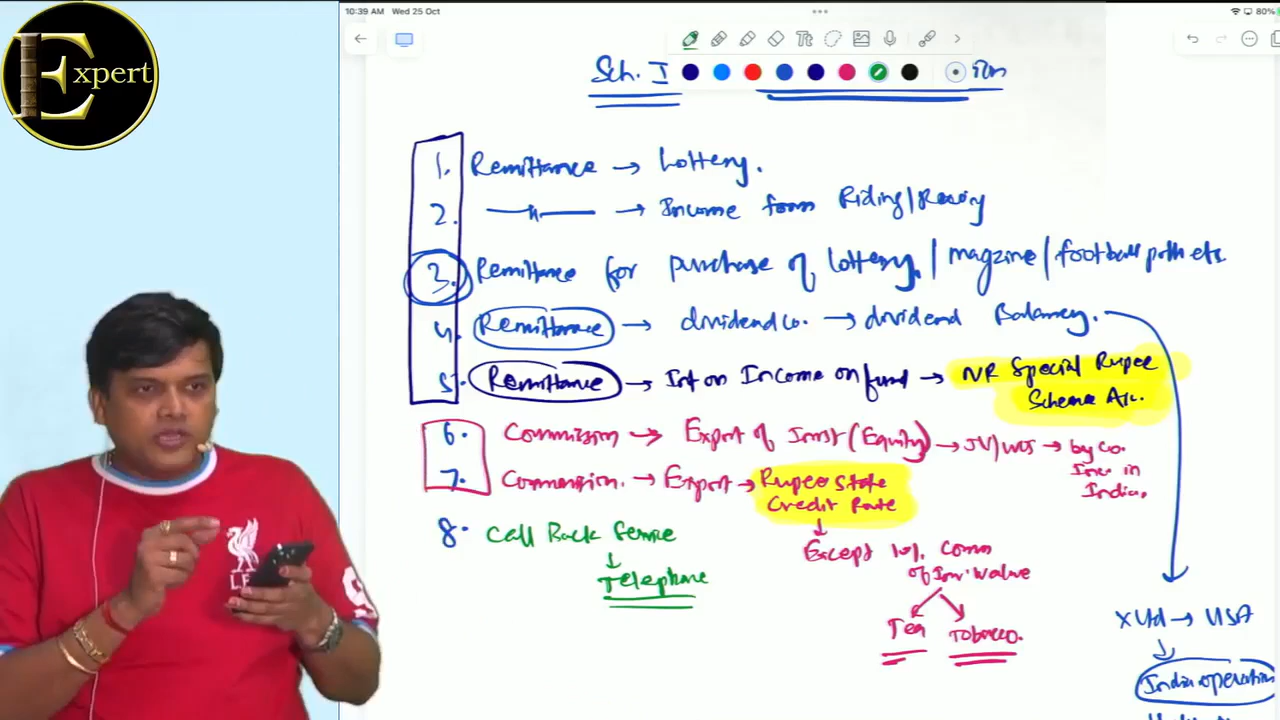 Expert
10:39 AM Wed 25 Oct
80%
Sch. I
1. Remittance → Lottery.
2. —"— → Income from Riding/Racing
3. Remittance for purchase of lottery, / magzine / football etc.
4. Remittance → dividend co. → dividend Balancing.
5. Remittance → Int on Income on fund → NR Special Rupee
Scheme A/c.
6. Commission → Export of Invst (Equity) → JV/WOS → by Co.
Inc. in
India.
7. Commission. → Export → Rupee State
Credit Route
Except 10% Comm
of Inv. Value
Tea Tobacco.
8. Call Back Service
Telephone
X Ltd → USA
India operation